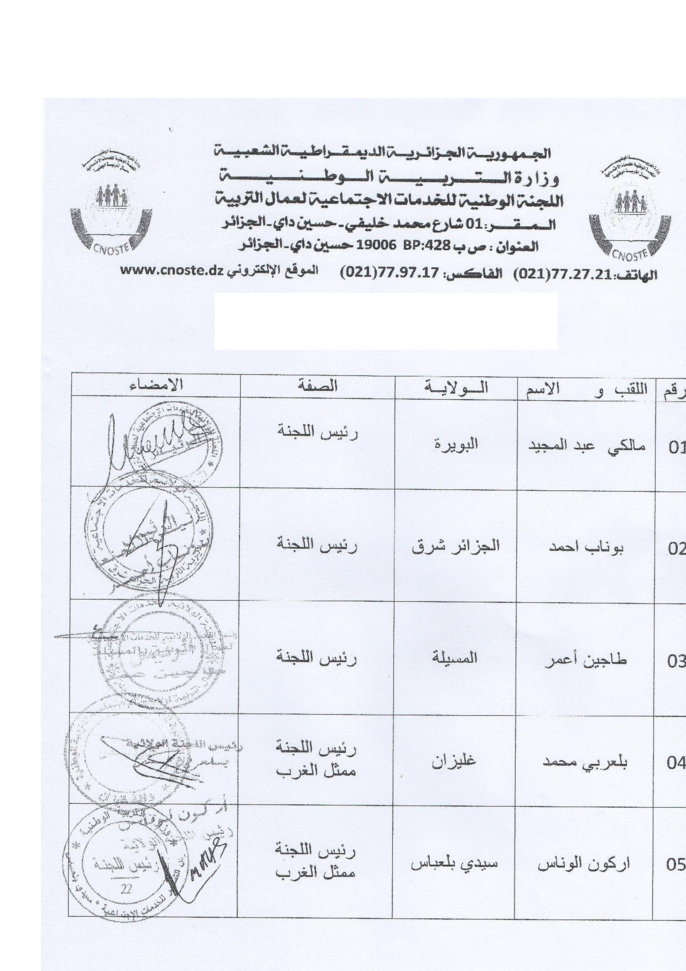 الجمهورية الجزائرية الديمقراطية الشعبية
وزارة التربية الوطنية
اللجنة الوطنية للخدمات الاجتماعية لعمال التربية
المقر: 01 شارع محمد خليفي - حسين داي - الجزائر
العنوان : ص ب BP:428 19006 حسين داي - الجزائر
الهاتف: 77.27.21(021) الفاكس: 77.97.17(021) الموقع الإلكتروني www.cnoste.dz
CNOSTE
CNOSTE
رقم اللقب و الاسم الولاية الصفة الامضاء
01 مالكي عبد المجيد البويرة رئيس اللجنة
02 بوناب احمد الجزائر شرق رئيس اللجنة
03 طاجين أعمر المسيلة رئيس اللجنة
04 بلعربي محمد غليزان رئيس اللجنة
ممثل الغرب
رئيس اللجنة الولائية
05 اركون الوناس سيدي بلعباس رئيس اللجنة
ممثل الغرب
رئيس اللجنة
22